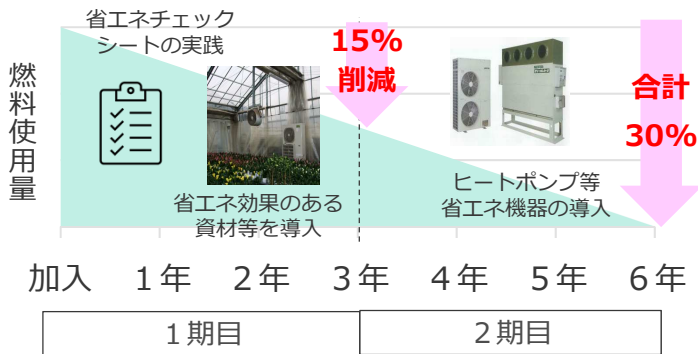 省エネチェック
シートの実践
15%
削減
合計
30%
燃料使用量
省エネ効果のある
資材等を導入
ヒートポンプ等
省エネ機器の導入
加入 1年 2年 3年 4年 5年 6年
1期目 2期目